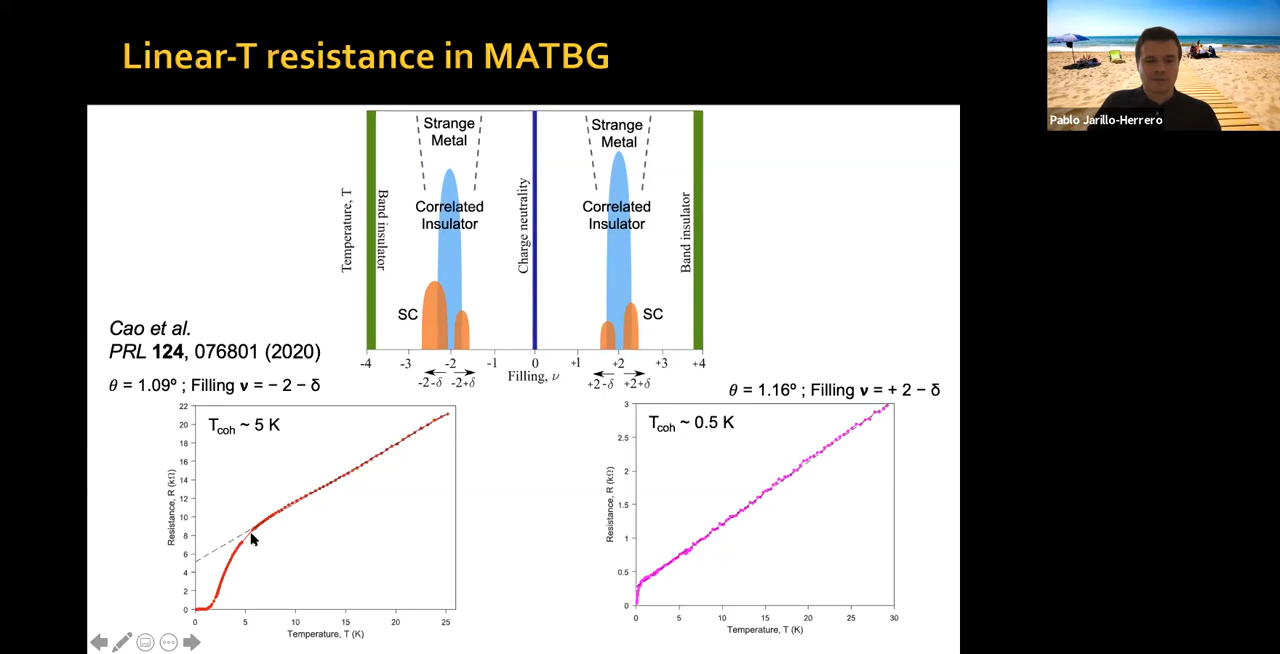 Linear-T resistance in MATBG
Pablo Jarillo-Herrero
Strange
Metal
Strange
Metal
Temperature, T
Band insulator
Correlated
Insulator
Charge neutrality
Correlated
Insulator
Band insulator
SC
SC
-4 -3 -2 -1 0 +1 +2 +3 +4
-2-δ -2+δ Filling, ν +2-δ +2+δ
Cao et al.
PRL 124, 076801 (2020)
θ = 1.09º ; Filling ν = − 2 − δ
Tcoh ~ 5 K
Resistance, R (kΩ)
22
20
18
16
14
12
10
8
6
4
2
0
0 5 10 15 20 25
Temperature, T (K)
θ = 1.16º ; Filling ν = + 2 − δ
Tcoh ~ 0.5 K
Resistance, R (kΩ)
3
2.5
2
1.5
1
0.5
0
0 5 10 15 20 25 30
Temperature, T (K)